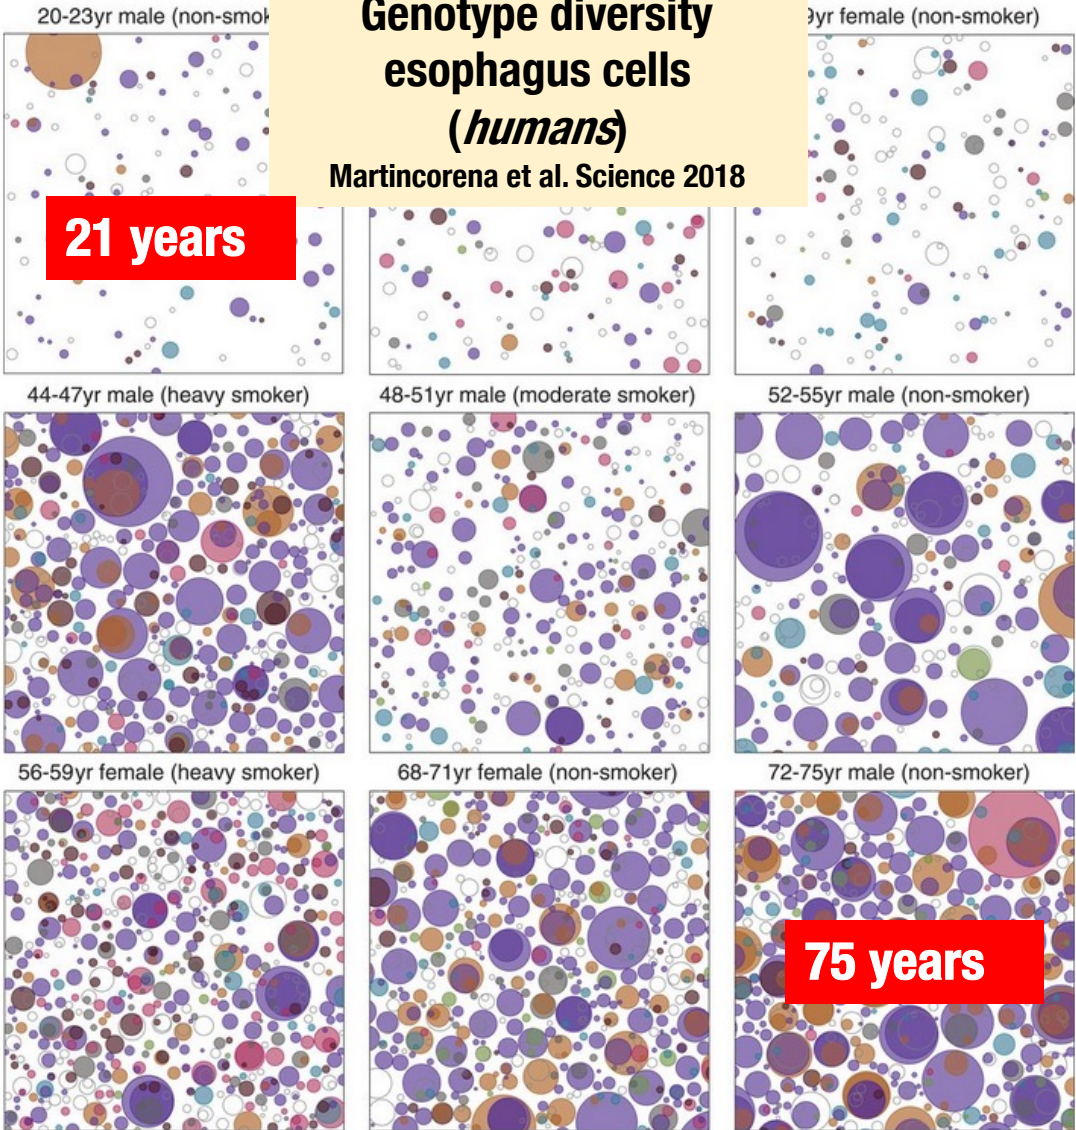 20-23yr male (non-smok
Genotype diversity
esophagus cells
(humans)
Martincorena et al. Science 2018
9yr female (non-smoker)
21 years
44-47yr male (heavy smoker)
48-51yr male (moderate smoker)
52-55yr male (non-smoker)
56-59yr female (heavy smoker)
68-71yr female (non-smoker)
72-75yr male (non-smoker)
75 years